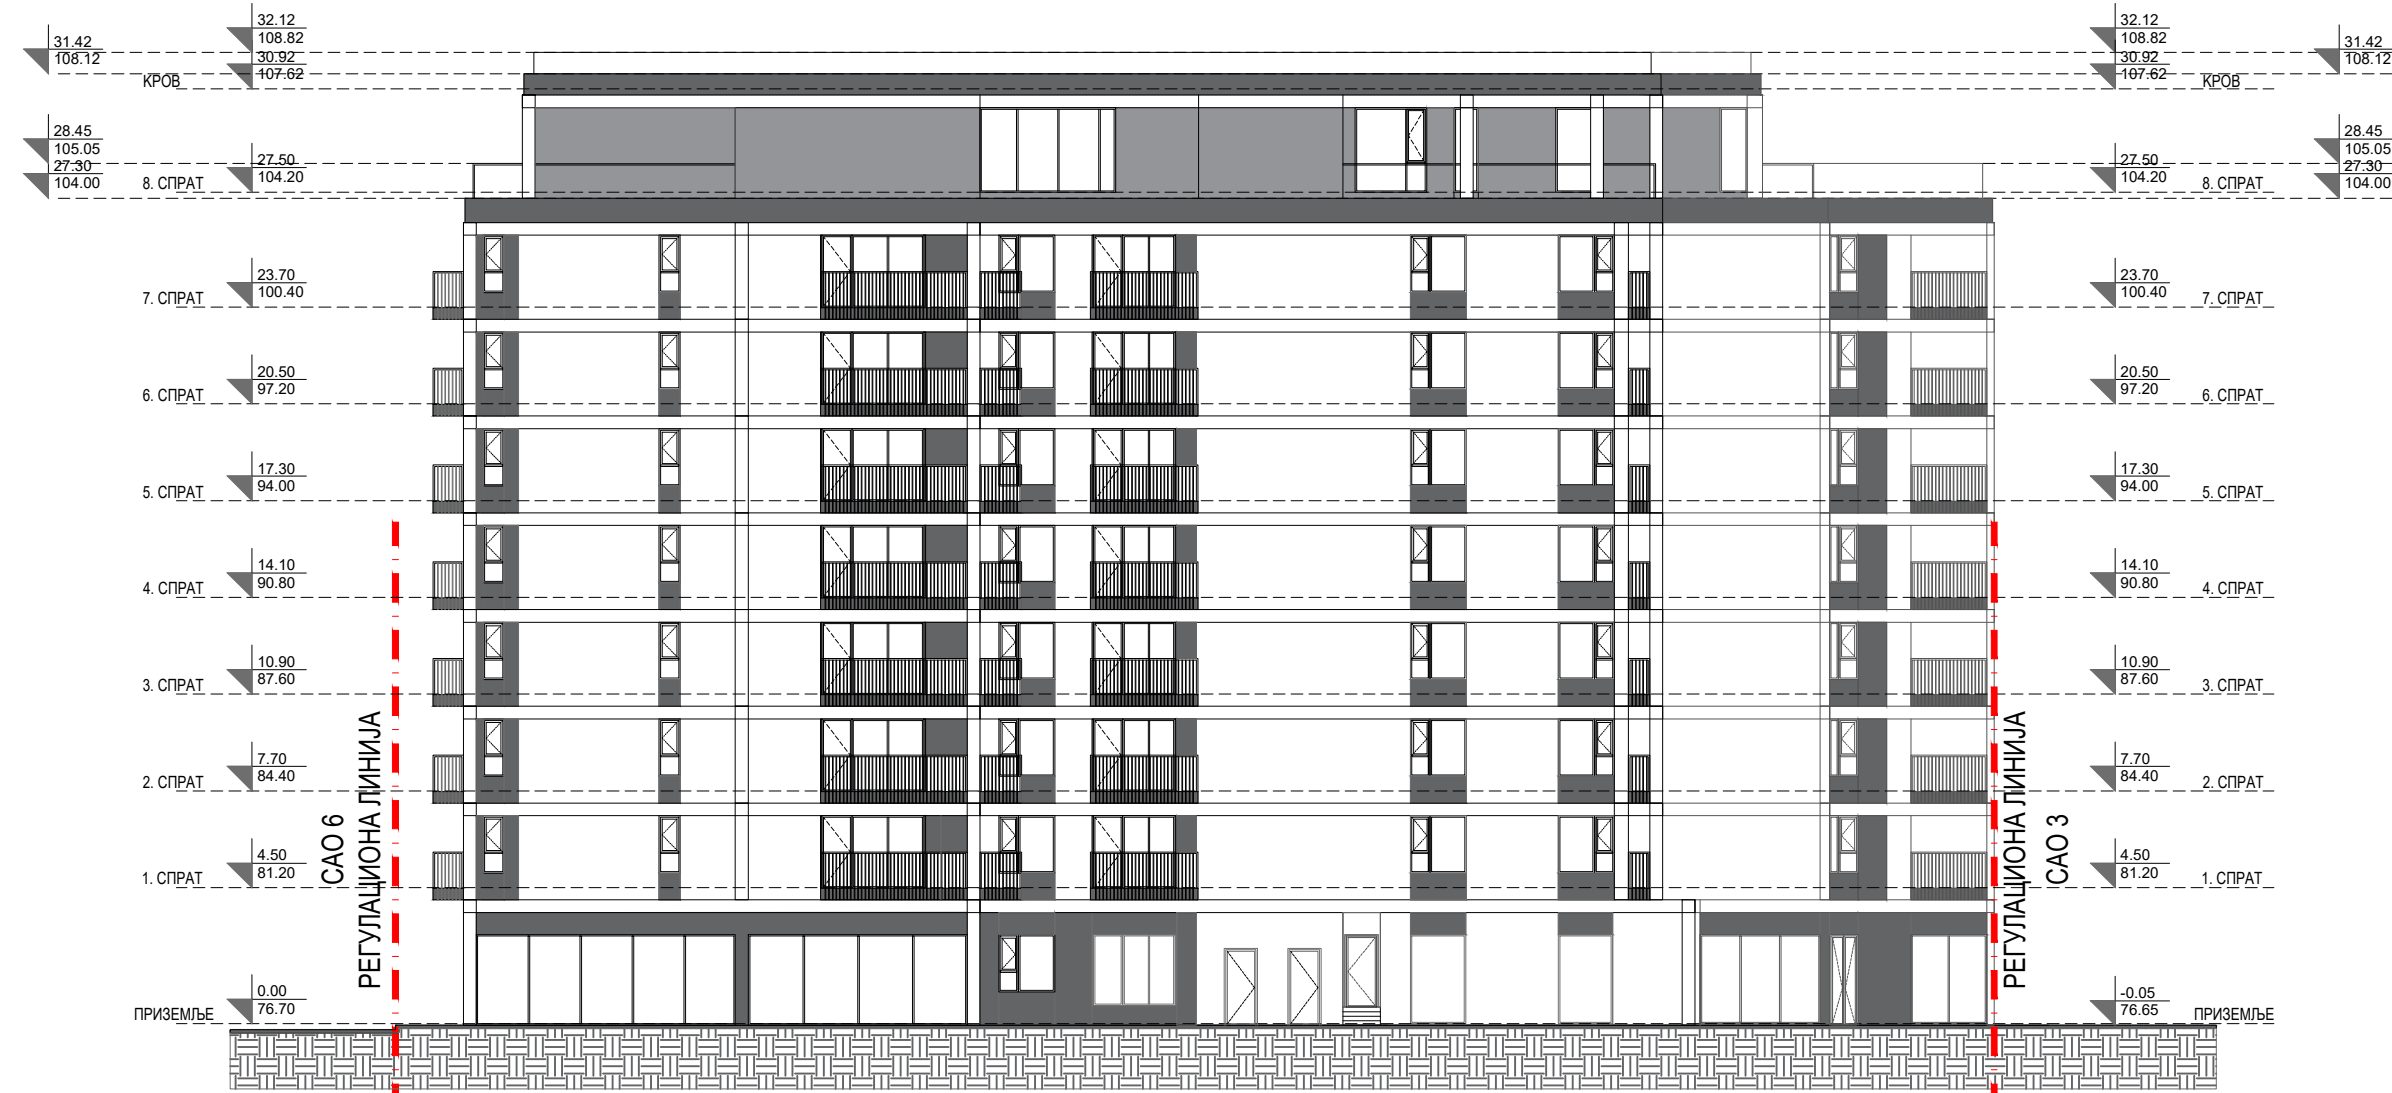 32.12
108.82
31.42
108.12
30.92
107.62
КРОВ
28.45
105.05
27.30
104.00
27.50
104.20
8. СПРАТ
23.70
100.40
7. СПРАТ
20.50
97.20
6. СПРАТ
17.30
94.00
5. СПРАТ
14.10
90.80
4. СПРАТ
10.90
87.60
3. СПРАТ
7.70
84.40
2. СПРАТ
4.50
81.20
1. СПРАТ
0.00
76.70
ПРИЗЕМЉЕ
САО 6
РЕГУЛАЦИОНА ЛИНИЈА
РЕГУЛАЦИОНА ЛИНИЈА
САО 3
32.12
108.82
31.42
108.12
30.92
107.62
КРОВ
28.45
105.05
27.30
104.00
27.50
104.20
8. СПРАТ
23.70
100.40
7. СПРАТ
20.50
97.20
6. СПРАТ
17.30
94.00
5. СПРАТ
14.10
90.80
4. СПРАТ
10.90
87.60
3. СПРАТ
7.70
84.40
2. СПРАТ
4.50
81.20
1. СПРАТ
-0.05
76.65
ПРИЗЕМЉЕ